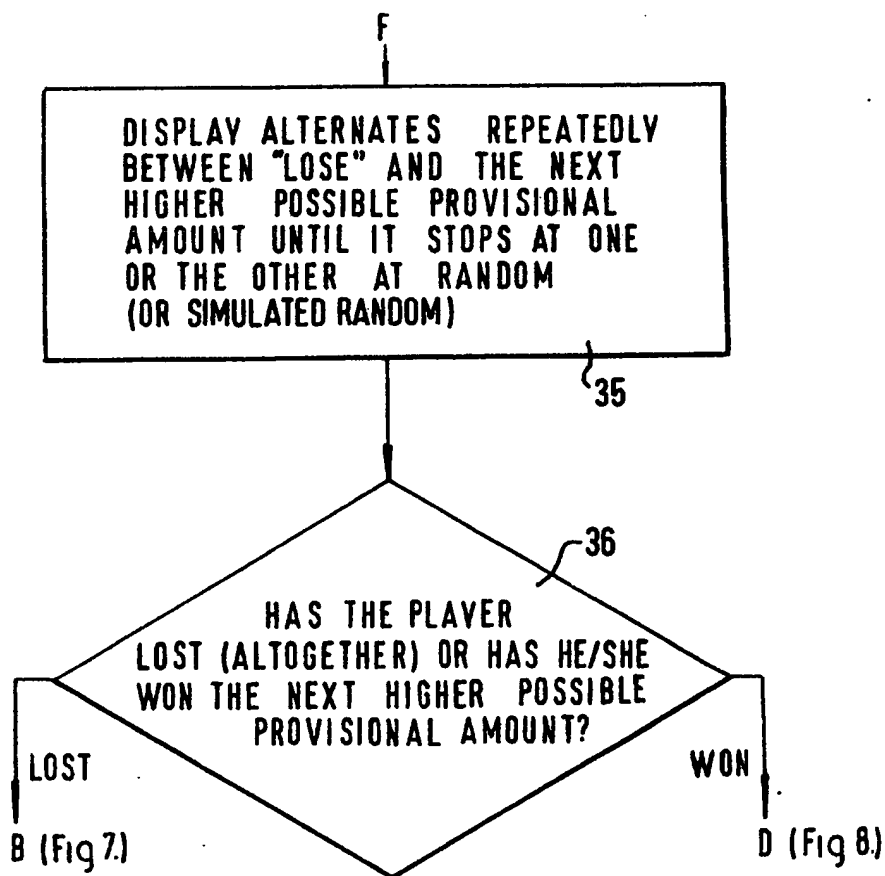 F
DISPLAY ALTERNATES REPEATEDLY
BETWEEN "LOSE" AND THE NEXT
HIGHER POSSIBLE PROVISIONAL
AMOUNT UNTIL IT STOPS AT ONE
OR THE OTHER AT RANDOM
(OR SIMULATED RANDOM)
35
36
HAS THE PLAVER
LOST (ALTOGETHER) OR HAS HE/SHE
WON THE NEXT HIGHER POSSIBLE
PROVISIONAL AMOUNT?
LOST
WON
B (Fig 7.)
D (Fig 8.)